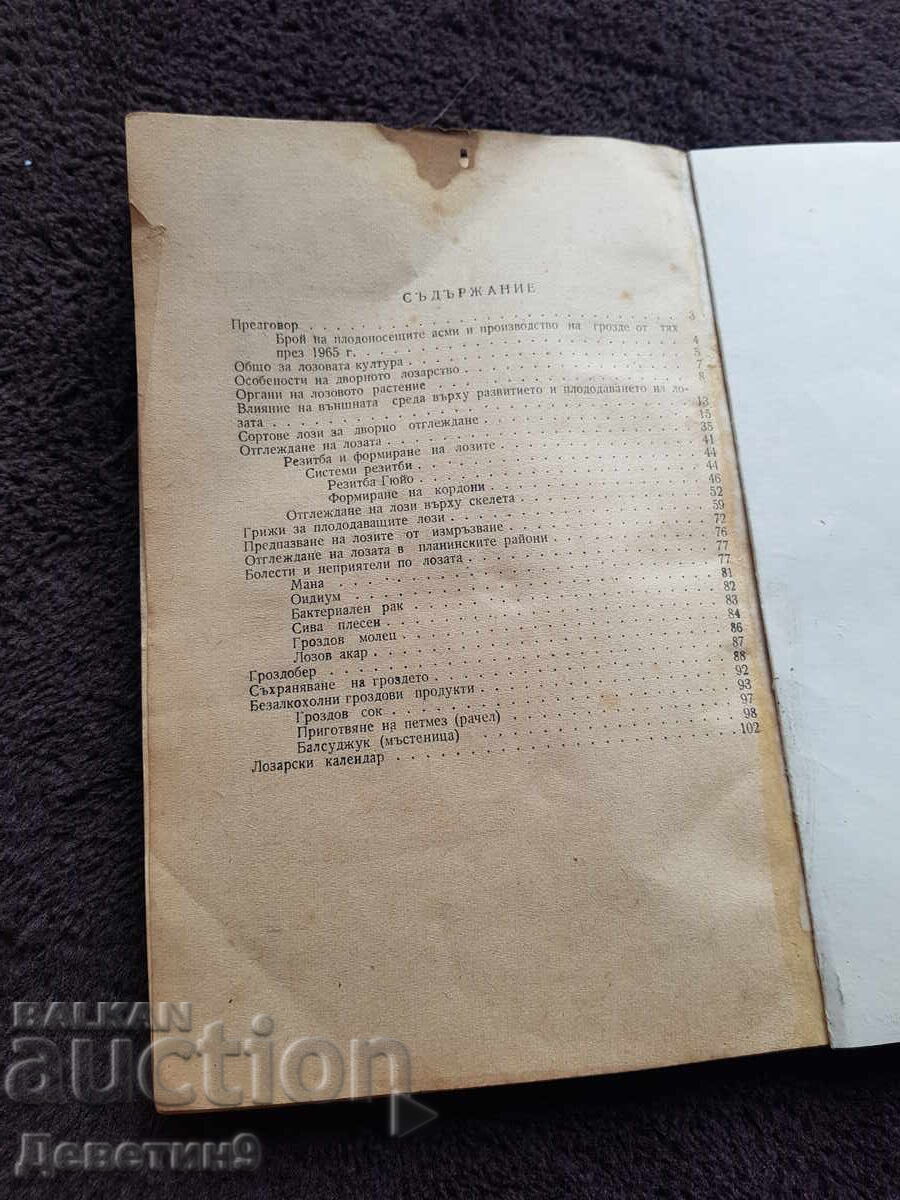 СЪДЪРЖАНИЕ
Предговор . . . . . . . . . . . . . . . . . . . . 3
Брой на плодоносещите асми и производство на грозде от тях
през 1965 г. . . . . . . . . . . . . . . . . . . . 4
Общо за лозовата култура . . . . . . . . . . . . . . . . 5
Особености на дворното лозарство . . . . . . . . . . . . . 7
Органи на лозовото растение . . . . . . . . . . . . . . 8
Влияние на външната среда върху развитието и плододаването на ло-
зата . . . . . . . . . . . . . . . . . . . . 13
Сортове лози за дворно отглеждане . . . . . . . . . . . . 15
Отглеждане на лозата . . . . . . . . . . . . . . . . 35
Резитба и формиране на лозите . . . . . . . . . . . . 41
Системи резитби . . . . . . . . . . . . . . . . 44
Резитба Гюйо . . . . . . . . . . . . . . . . 44
Формиране на кордони . . . . . . . . . . . . . 46
Отглеждане на лози върху скелета . . . . . . . . . . . 52
Грижи за плододаващите лози . . . . . . . . . . . . . . 59
Предпазване на лозите от измръзване . . . . . . . . . . . 72
Отглеждане на лозата в планинските райони . . . . . . . . . 76
Болести и неприятели по лозата . . . . . . . . . . . . . 77
Мана . . . . . . . . . . . . . . . . . . . . 77
Оидиум . . . . . . . . . . . . . . . . . . . 81
Бактериален рак . . . . . . . . . . . . . . . . 82
Сива плесен . . . . . . . . . . . . . . . . . 83
Гроздов молец . . . . . . . . . . . . . . . . . 84
Лозов акар . . . . . . . . . . . . . . . . . . 86
Гроздобер . . . . . . . . . . . . . . . . . . . . 87
Съхраняване на гроздето . . . . . . . . . . . . . . . 88
Безалкохолни гроздови продукти . . . . . . . . . . . . . 92
Гроздов сок . . . . . . . . . . . . . . . . . 93
Приготвяне на петмез (рачел) . . . . . . . . . . . . 97
Балсуджук (мъстеница) . . . . . . . . . . . . . . 98
Лозарски календар . . . . . . . . . . . . . . . . . 102
BALKAN
auction
Деветин9